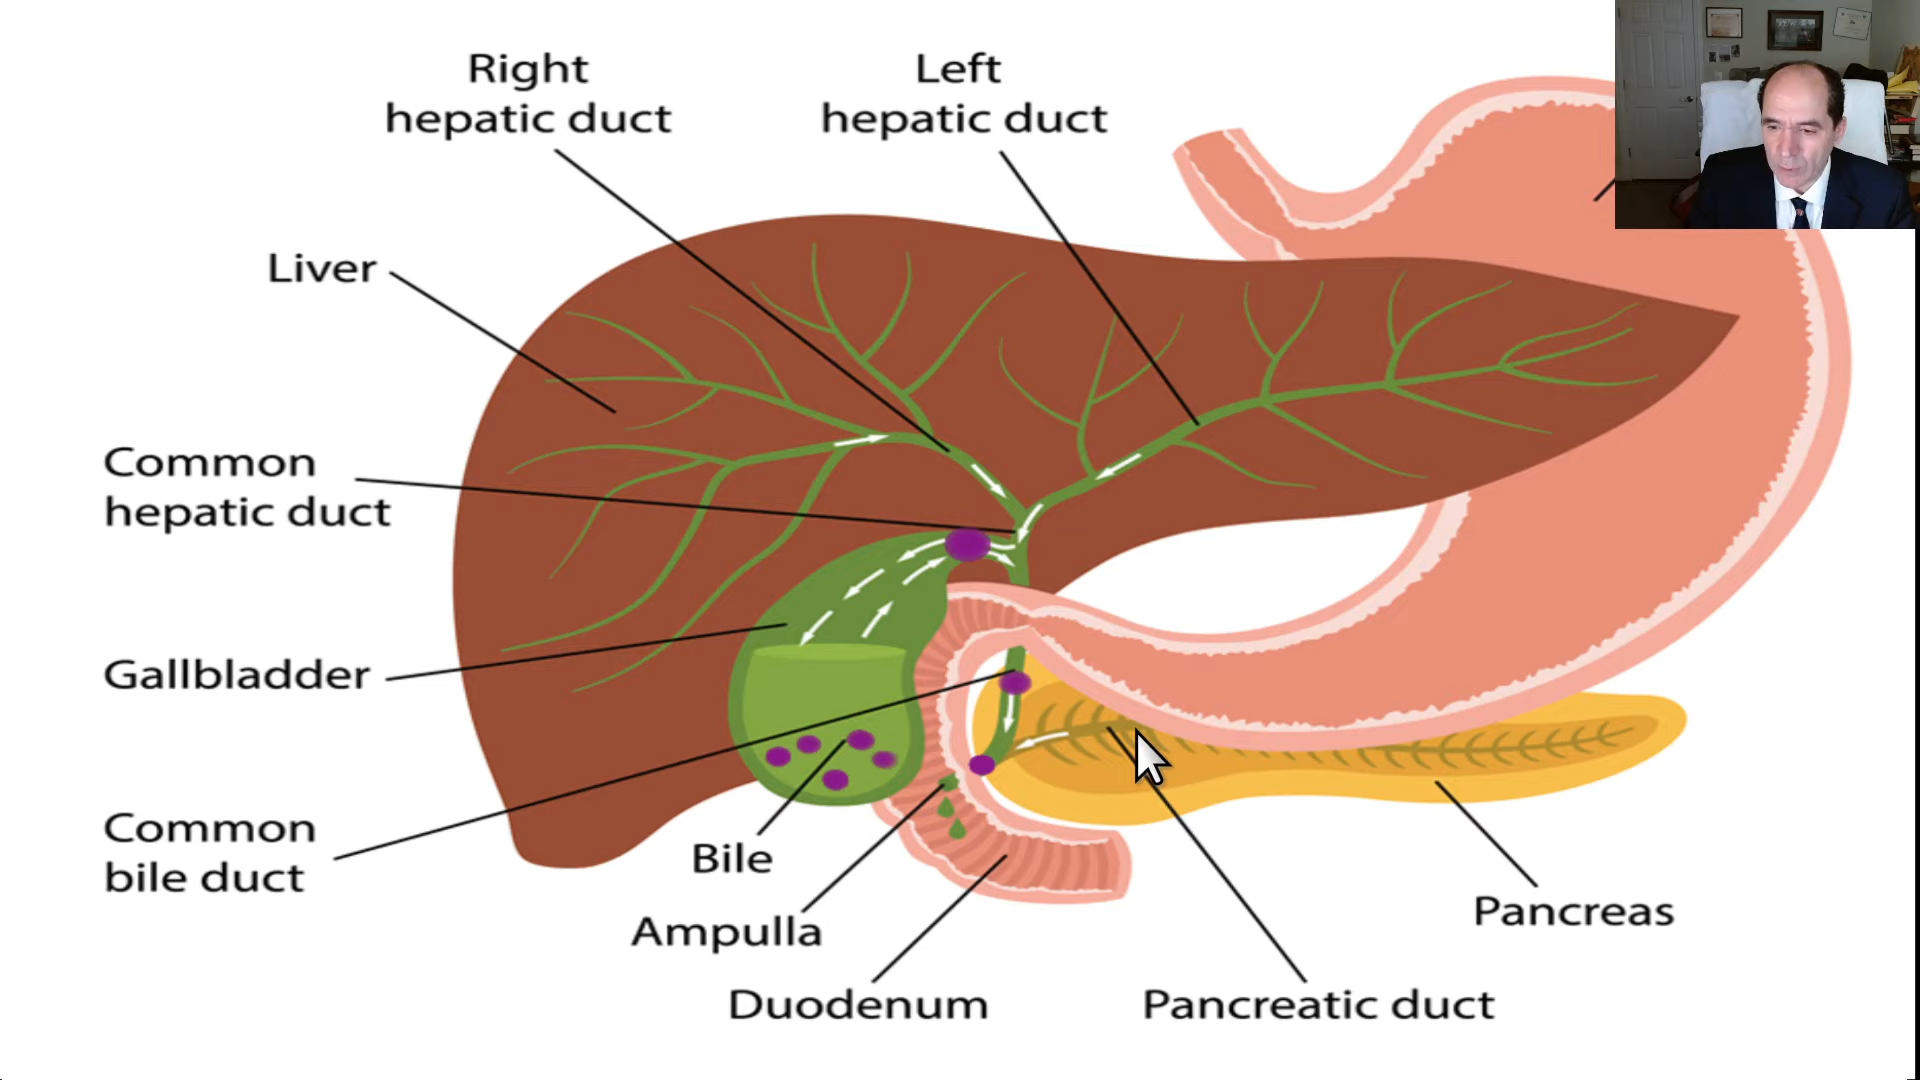 Right
hepatic duct
Left
hepatic duct
Liver
Common
hepatic duct
Gallbladder
Common
bile duct
Bile
Ampulla
Duodenum
Pancreatic duct
Pancreas